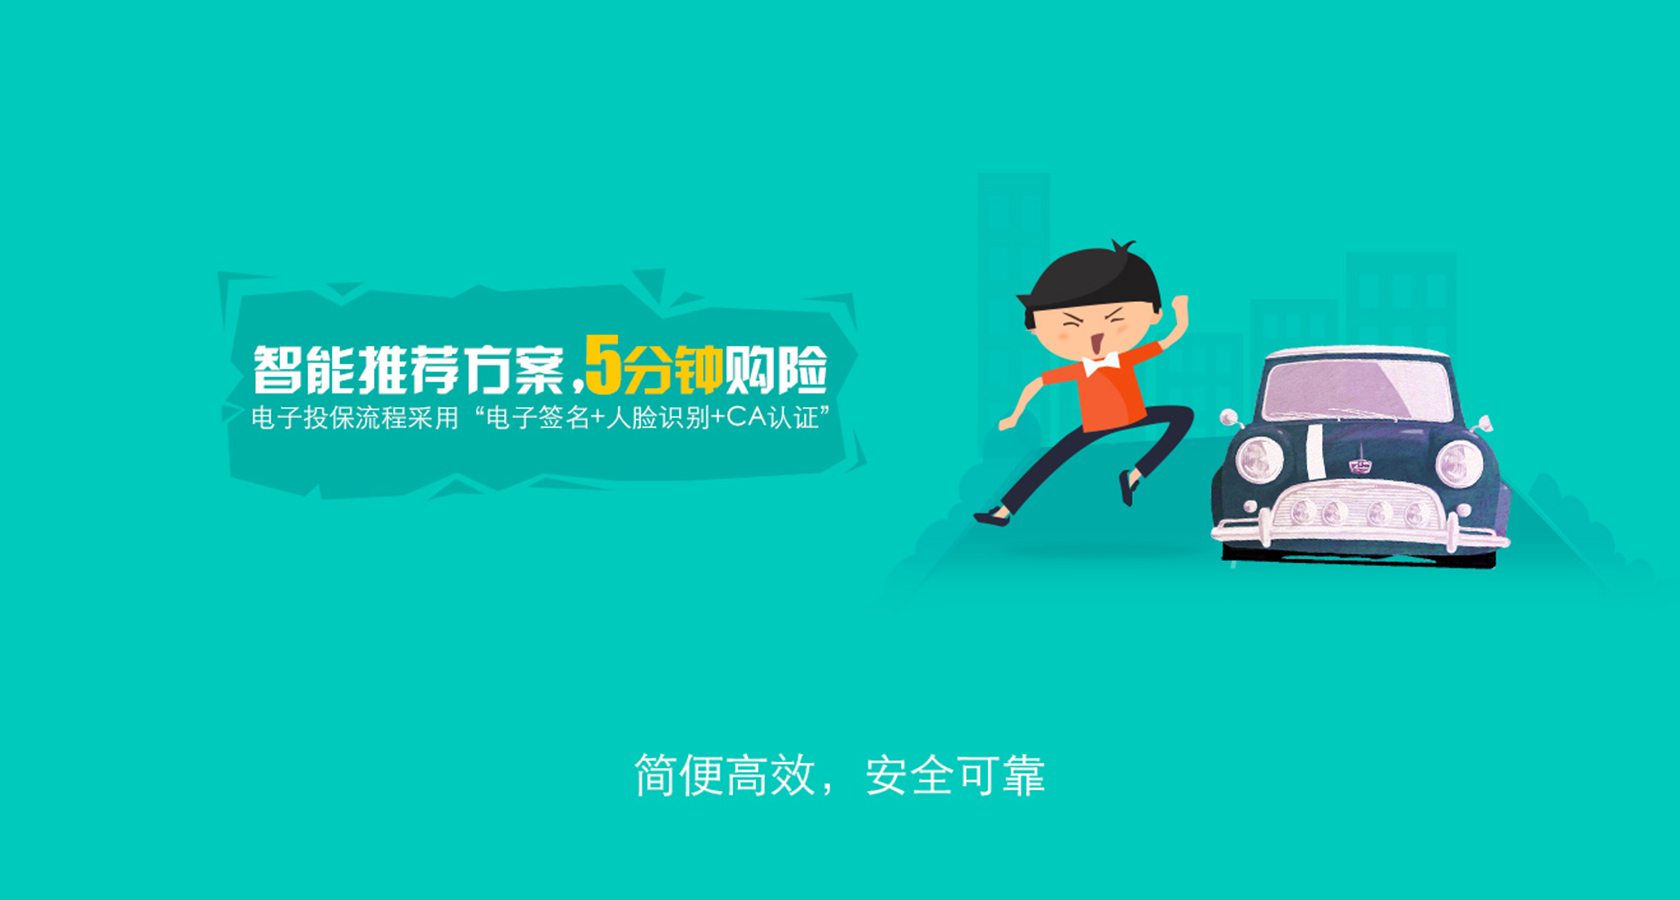 智能推荐方案,5分钟购险
电子投保流程采用“电子签名+人脸识别+CA认证”
简便高效，安全可靠